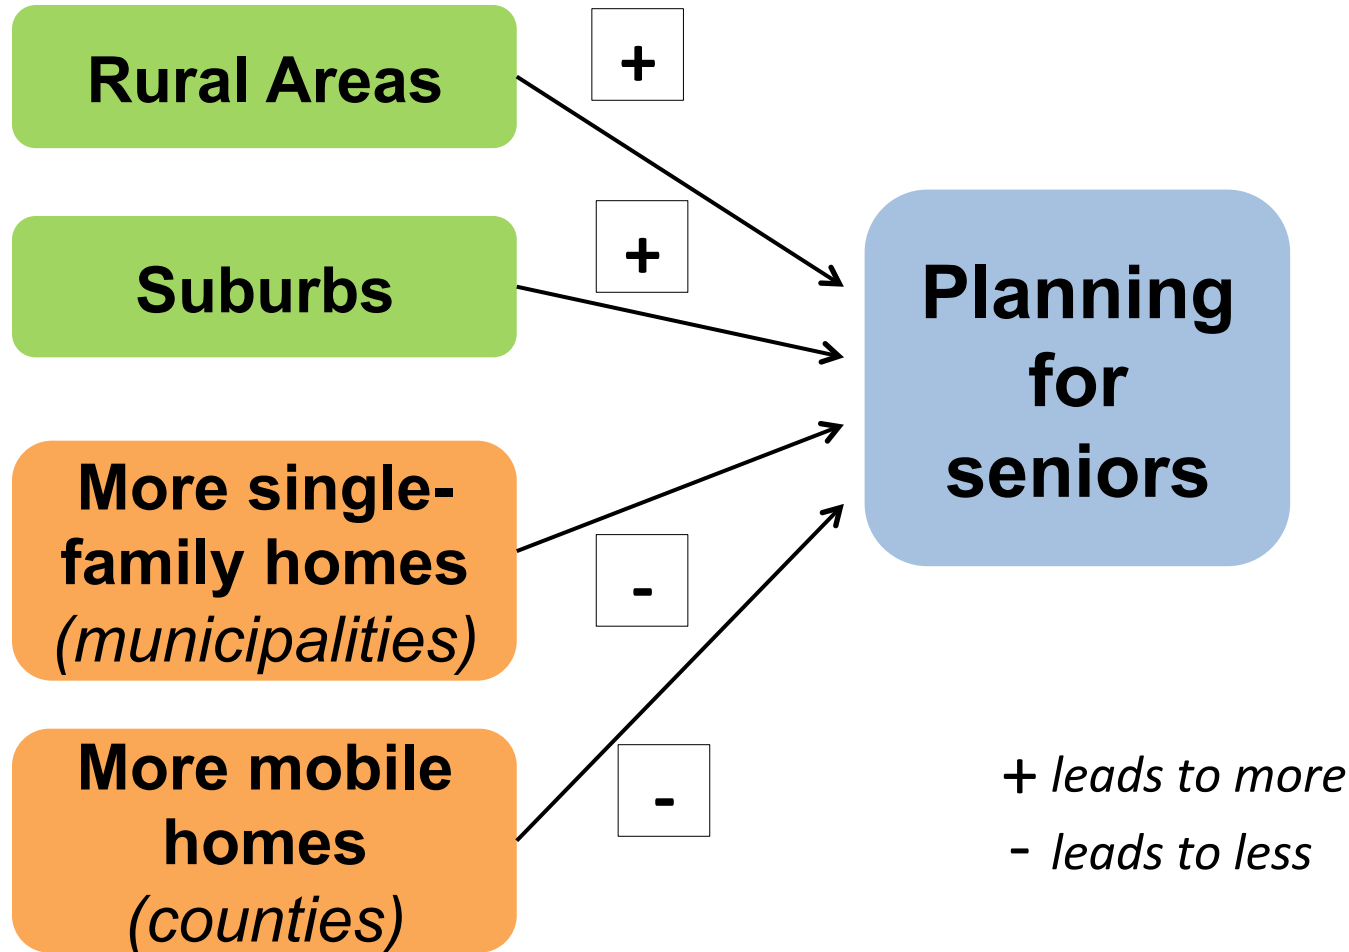 Rural Areas
+
Suburbs
+
Planning
for
seniors
More single-
family homes
(municipalities)
-
More mobile
homes
(counties)
-
+ leads to more
- leads to less